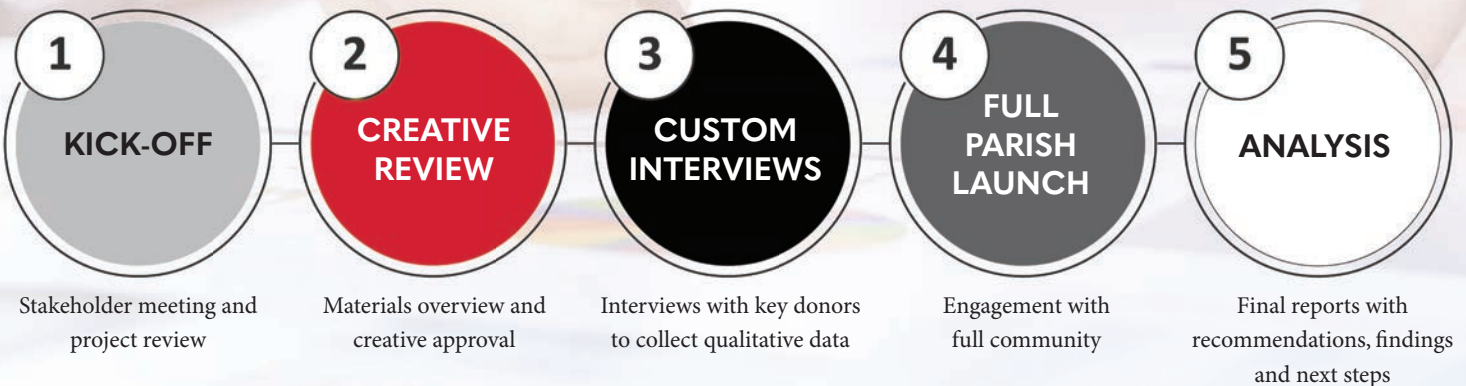 1
KICK-OFF
Stakeholder meeting and
project review
2
CREATIVE
REVIEW
Materials overview and
creative approval
3
CUSTOM
INTERVIEWS
Interviews with key donors
to collect qualitative data
4
FULL
PARISH
LAUNCH
Engagement with
full community
5
ANALYSIS
Final reports with
recommendations, findings
and next steps